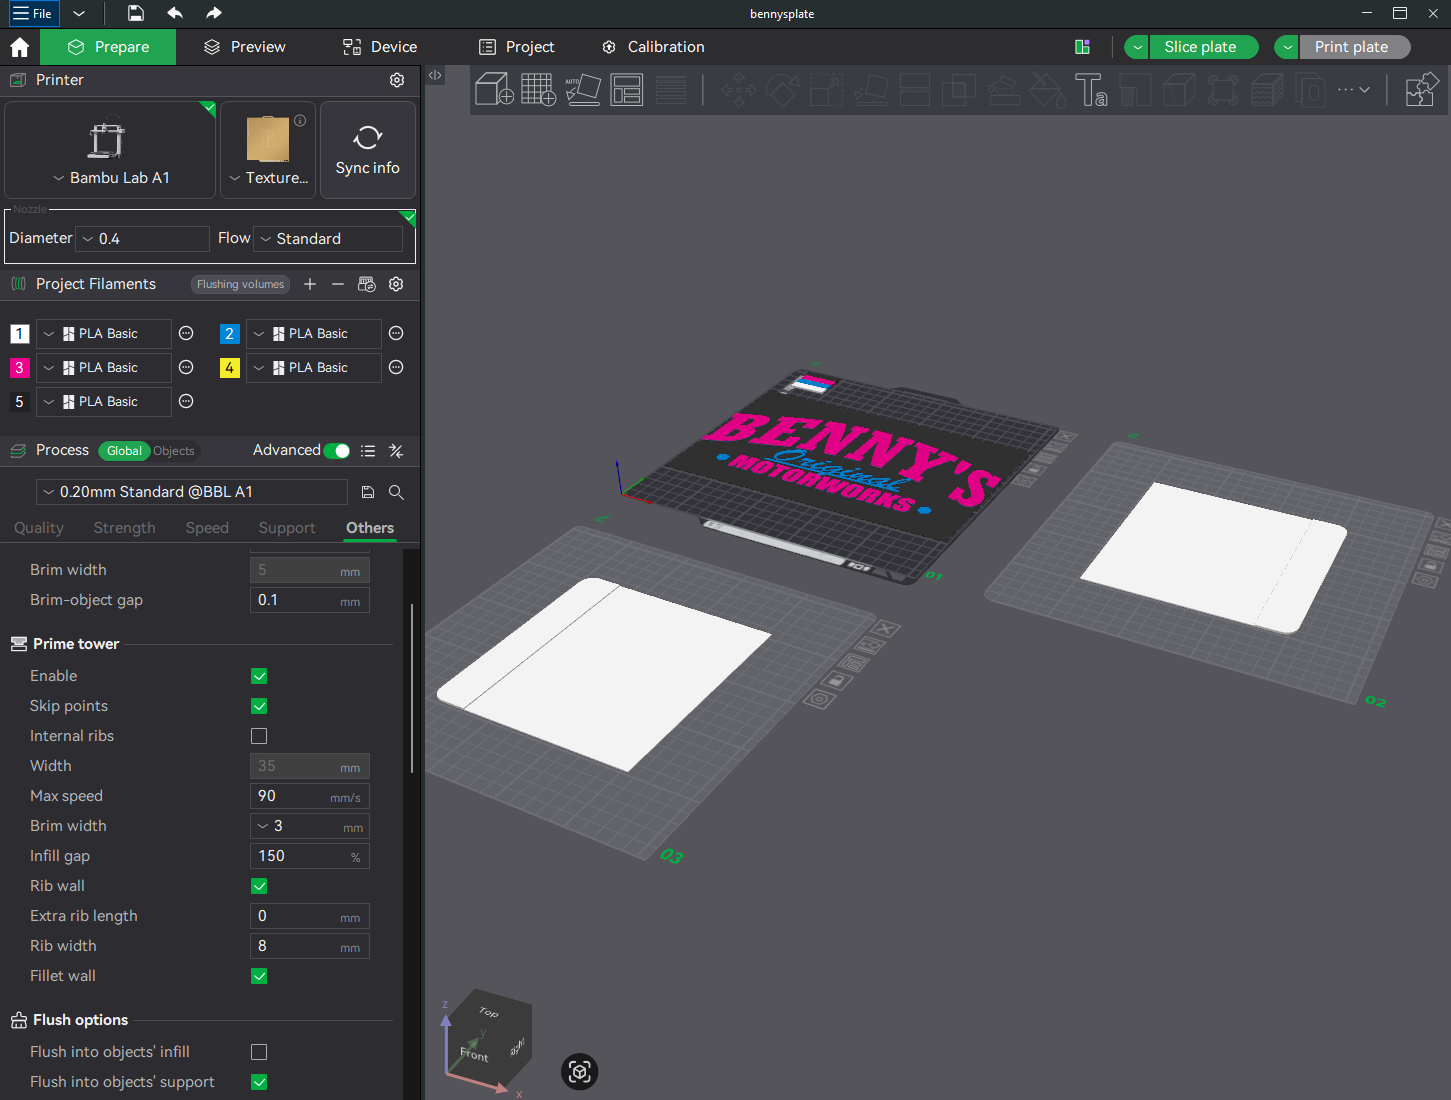 File
bennysplate
Prepare
Preview
Device
Project
Calibration
Slice plate
Print plate
Printer
Bambu Lab A1
Texture...
Sync info
Nozzle
Diameter
0.4
Flow
Standard
Project Filaments
Flushing volumes
1
PLA Basic
2
PLA Basic
3
PLA Basic
4
PLA Basic
5
PLA Basic
Process
Global
Objects
Advanced
0.20mm Standard @BBL A1
Quality
Strength
Speed
Support
Others
Brim width
5
mm
Brim-object gap
0.1
mm
Prime tower
Enable
Skip points
Internal ribs
Width
35
mm
Max speed
90
mm/s
Brim width
3
mm
Infill gap
150
%
Rib wall
Extra rib length
0
mm
Rib width
8
mm
Fillet wall
Flush options
Flush into objects' infill
Flush into objects' support
AUTO
Ta
BENNY'S
Original
MOTORWORKS
01
02
03
z
Top
y
Front
Right
x